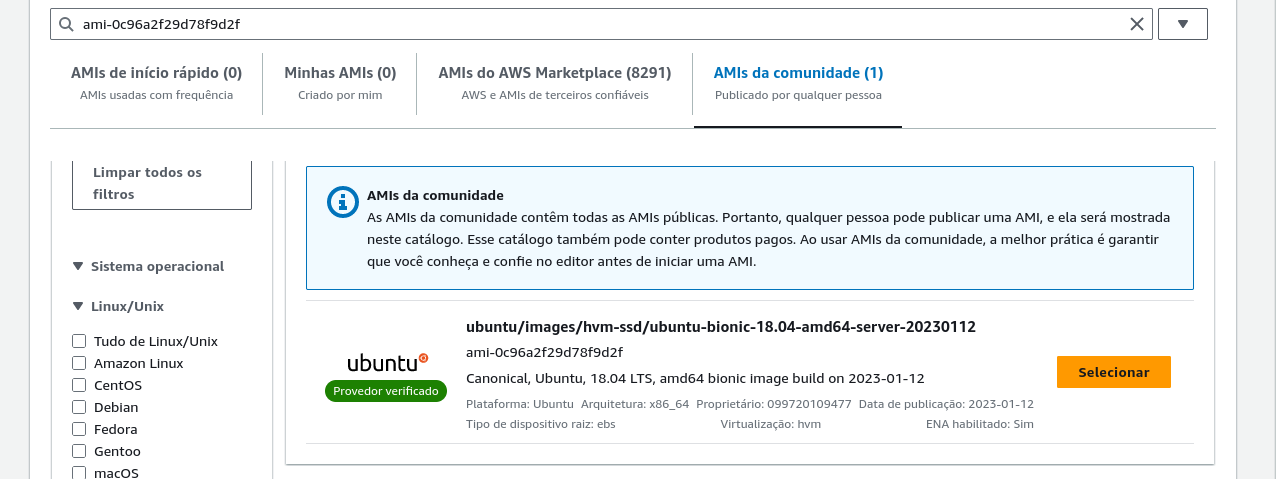 ami-0c96a2f29d78f9d2f
AMIs de início rápido (0)
AMIs usadas com frequência
Minhas AMIs (0)
Criado por mim
AMIs do AWS Marketplace (8291)
AWS e AMIs de terceiros confiáveis
AMIs da comunidade (1)
Publicado por qualquer pessoa
Limpar todos os
filtros
Sistema operacional
Linux/Unix
Tudo de Linux/Unix
Amazon Linux
CentOS
Debian
Fedora
Gentoo
macOS
AMIs da comunidade
As AMIs da comunidade contêm todas as AMIs públicas. Portanto, qualquer pessoa pode publicar uma AMI, e ela será mostrada
neste catálogo. Esse catálogo também pode conter produtos pagos. Ao usar AMIs da comunidade, a melhor prática é garantir
que você conheça e confie no editor antes de iniciar uma AMI.
ubuntu
Provedor verificado
ubuntu/images/hvm-ssd/ubuntu-bionic-18.04-amd64-server-20230112
ami-0c96a2f29d78f9d2f
Canonical, Ubuntu, 18.04 LTS, amd64 bionic image build on 2023-01-12
Plataforma: Ubuntu Arquitetura: x86_64 Proprietário: 099720109477 Data de publicação: 2023-01-12
Tipo de dispositivo raiz: ebs Virtualização: hvm ENA habilitado: Sim
Selecionar